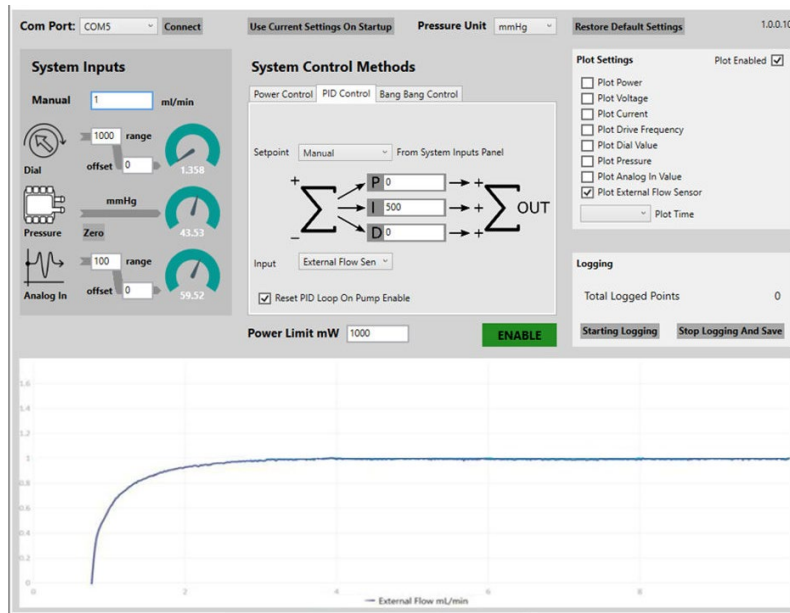 Com Port: COM5 Connect Use Current Settings On Startup Pressure Unit mmHg Restore Default Settings 1.0.0.10
System Inputs
Manual 1 ml/min
1000 range
offset 0
1.358
Dial
mmHg
Pressure Zero
43.53
100 range
Analog In offset 0
59.52
System Control Methods
Power Control PID Control Bang Bang Control
Setpoint Manual From System Inputs Panel
+
P 0 +
I 500 + OUT
D 0 +
−
Input External Flow Sen
Reset PID Loop On Pump Enable
Power Limit mW 1000 ENABLE
Plot Settings Plot Enabled
Plot Power
Plot Voltage
Plot Current
Plot Drive Frequency
Plot Dial Value
Plot Pressure
Plot Analog In Value
Plot External Flow Sensor
Plot Time
Logging
Total Logged Points 0
Starting Logging Stop Logging And Save
1.6
1.4
1.2
1
0.8
0.6
0.4
0.2
0
0 2 4 6 8
External Flow mL/min